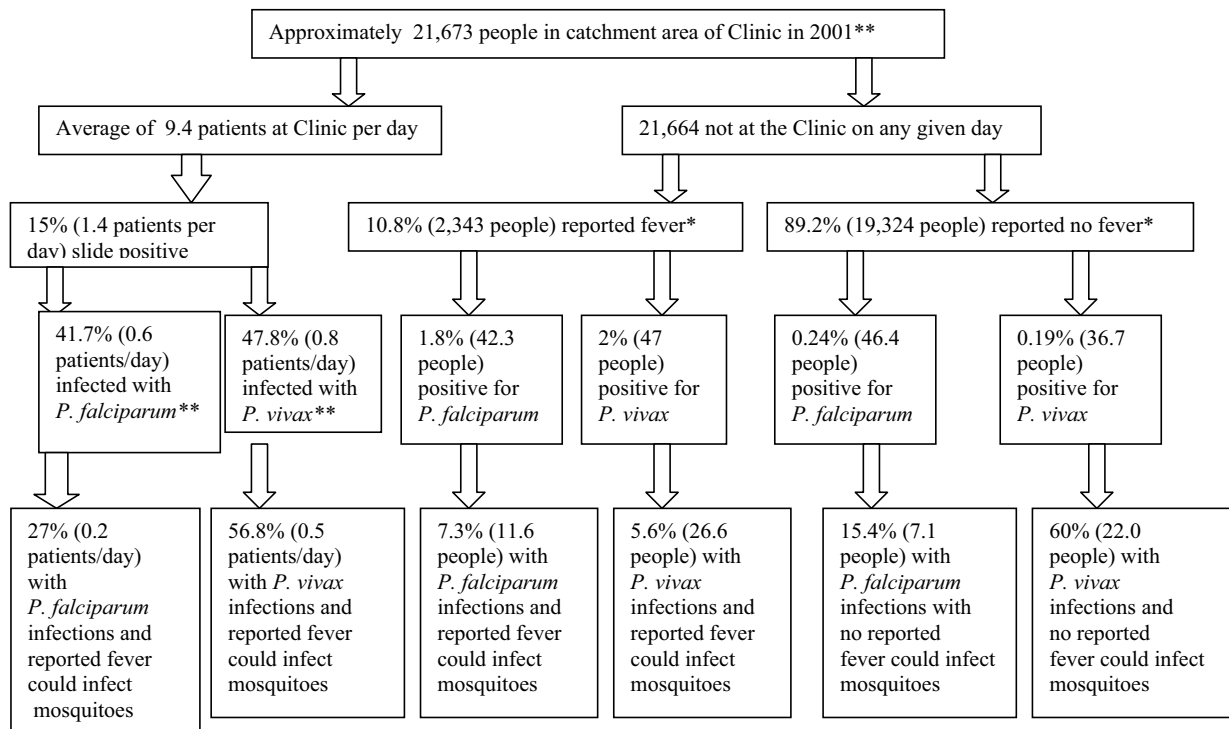 Approximately 21,673 people in catchment area of Clinic in 2001**
Average of 9.4 patients at Clinic per day
21,664 not at the Clinic on any given day
15% (1.4 patients per
day) slide positive
10.8% (2,343 people) reported fever*
89.2% (19,324 people) reported no fever*
41.7% (0.6
patients/day)
infected with
P. falciparum**
47.8% (0.8
patients/day)
infected with
P. vivax**
1.8% (42.3
people)
positive for
P. falciparum
2% (47
people)
positive for
P. vivax
0.24% (46.4
people)
positive for
P. falciparum
0.19% (36.7
people)
positive for
P. vivax
27% (0.2
patients/day)
with
P. falciparum
infections and
reported fever
could infect
mosquitoes
56.8% (0.5
patients/day)
with P. vivax
infections and
reported fever
could infect
mosquitoes
7.3% (11.6
people) with
P. falciparum
infections and
reported fever
could infect
mosquitoes
5.6% (26.6
people) with
P. vivax
infections and
reported fever
could infect
mosquitoes
15.4% (7.1
people) with
P. falciparum
infections with
no reported
fever could infect
mosquitoes
60% (22.0
people) with
P. vivax
infections and
no reported
fever could infect
mosquitoes